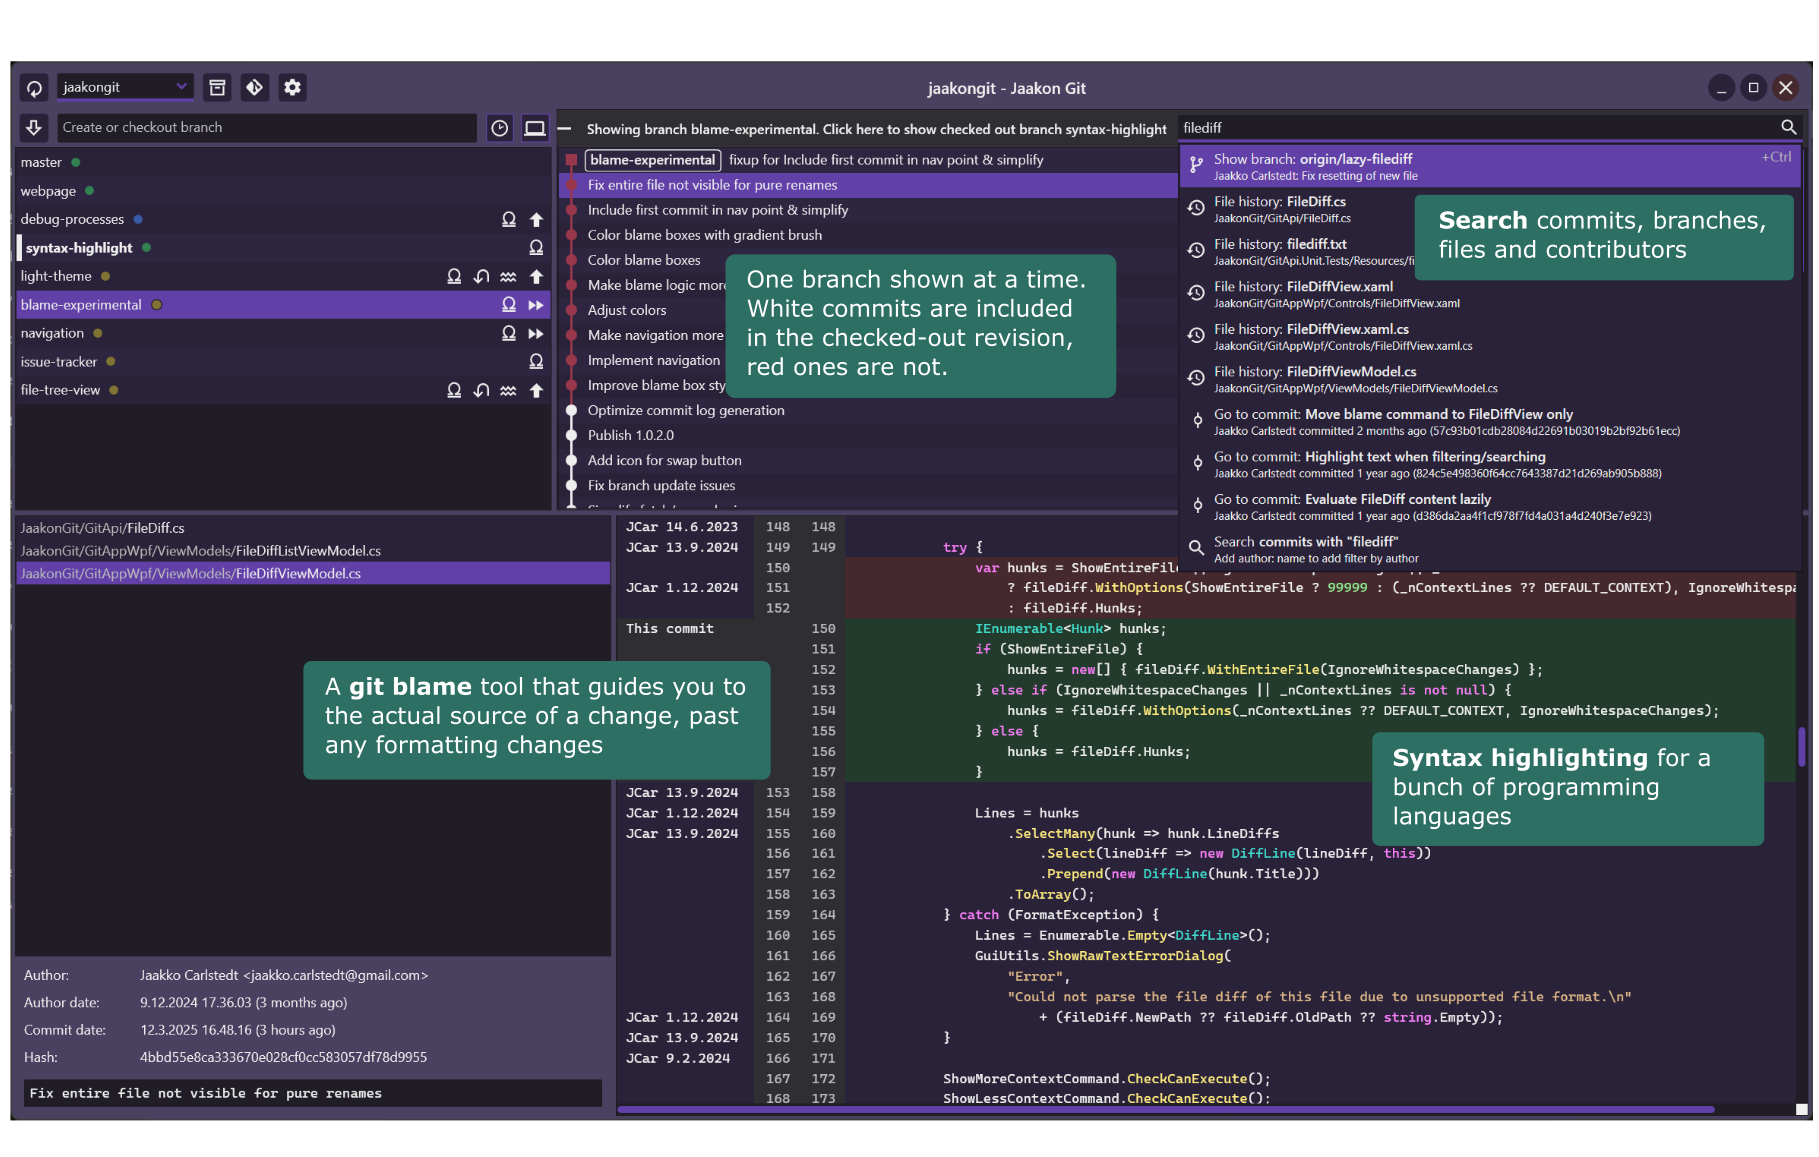 jaakongit
jaakongit - Jaakon Git
Create or checkout branch
master
webpage
debug-processes
syntax-highlight
light-theme
blame-experimental
navigation
issue-tracker
file-tree-view
Showing branch blame-experimental. Click here to show checked out branch syntax-highlight
blame-experimental fixup for Include first commit in nav point & simplify
Fix entire file not visible for pure renames
Include first commit in nav point & simplify
Color blame boxes with gradient brush
Color blame boxes
Make blame logic more
Adjust colors
Make navigation more
Implement navigation
Improve blame box sty
Optimize commit log generation
Publish 1.0.2.0
Add icon for swap button
Fix branch update issues
One branch shown at a time.
White commits are included
in the checked-out revision,
red ones are not.
filediff
Show branch: origin/lazy-filediff +Ctrl
Jaakko Carlstedt: Fix resetting of new file
File history: FileDiff.cs
JaakonGit/GitApi/FileDiff.cs
File history: filediff.txt
JaakonGit/GitApi.Unit.Tests/Resources/fi
File history: FileDiffView.xaml
JaakonGit/GitAppWpf/Controls/FileDiffView.xaml
File history: FileDiffView.xaml.cs
JaakonGit/GitAppWpf/Controls/FileDiffView.xaml.cs
File history: FileDiffViewModel.cs
JaakonGit/GitAppWpf/ViewModels/FileDiffViewModel.cs
Go to commit: Move blame command to FileDiffView only
Jaakko Carlstedt committed 2 months ago (57c93b01cdb28084d22691b03019b2bf92b61ecc)
Go to commit: Highlight text when filtering/searching
Jaakko Carlstedt committed 1 year ago (824c5e498360f64cc7643387d21d269ab905b888)
Go to commit: Evaluate FileDiff content lazily
Jaakko Carlstedt committed 1 year ago (d386da2aa4f1cf978f7fd4a031a4d240f3e7e923)
Search commits with "filediff"
Add author: name to add filter by author
Search commits, branches,
files and contributors
JaakonGit/GitApi/FileDiff.cs
JaakonGit/GitAppWpf/ViewModels/FileDiffListViewModel.cs
JaakonGit/GitAppWpf/ViewModels/FileDiffViewModel.cs
A git blame tool that guides you to
the actual source of a change, past
any formatting changes
Author: Jaakko Carlstedt <jaakko.carlstedt@gmail.com>
Author date: 9.12.2024 17.36.03 (3 months ago)
Commit date: 12.3.2025 16.48.16 (3 hours ago)
Hash: 4bbd55e8ca333670e028cf0cc583057df78d9955
Fix entire file not visible for pure renames
JCar 14.6.2023 148 148
JCar 13.9.2024 149 149 try {
150 var hunks = ShowEntireFile
JCar 1.12.2024 151 ? fileDiff.WithOptions(ShowEntireFile ? 99999 : (_nContextLines ?? DEFAULT_CONTEXT), IgnoreWhitespa
152 : fileDiff.Hunks;
This commit 150 IEnumerable<Hunk> hunks;
151 if (ShowEntireFile) {
152 hunks = new[] { fileDiff.WithEntireFile(IgnoreWhitespaceChanges) };
153 } else if (IgnoreWhitespaceChanges || _nContextLines is not null) {
154 hunks = fileDiff.WithOptions(_nContextLines ?? DEFAULT_CONTEXT, IgnoreWhitespaceChanges);
155 } else {
156 hunks = fileDiff.Hunks;
157 }
JCar 13.9.2024 153 158
JCar 1.12.2024 154 159 Lines = hunks
JCar 13.9.2024 155 160 .SelectMany(hunk => hunk.LineDiffs
156 161 .Select(lineDiff => new DiffLine(lineDiff, this))
157 162 .Prepend(new DiffLine(hunk.Title)))
158 163 .ToArray();
159 164 } catch (FormatException) {
160 165 Lines = Enumerable.Empty<DiffLine>();
161 166 GuiUtils.ShowRawTextErrorDialog(
162 167 "Error",
163 168 "Could not parse the file diff of this file due to unsupported file format.\n"
JCar 1.12.2024 164 169 + (fileDiff.NewPath ?? fileDiff.OldPath ?? string.Empty));
JCar 13.9.2024 165 170 }
JCar 9.2.2024 166 171
167 172 ShowMoreContextCommand.CheckCanExecute();
168 173 ShowLessContextCommand.CheckCanExecute();
Syntax highlighting for a
bunch of programming
languages